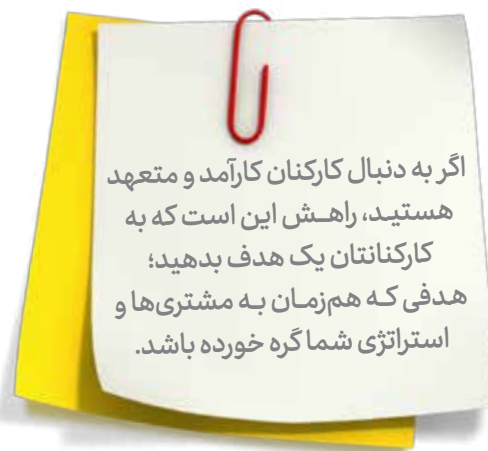 اگر به دنبال کارکنان کارآمد و متعهد
هستید، راهش این است که به
کارکنانتان یک هدف بدهید؛
هدفی که هم‌زمان به مشتری‌ها و
استراتژی شما گره خورده باشد.